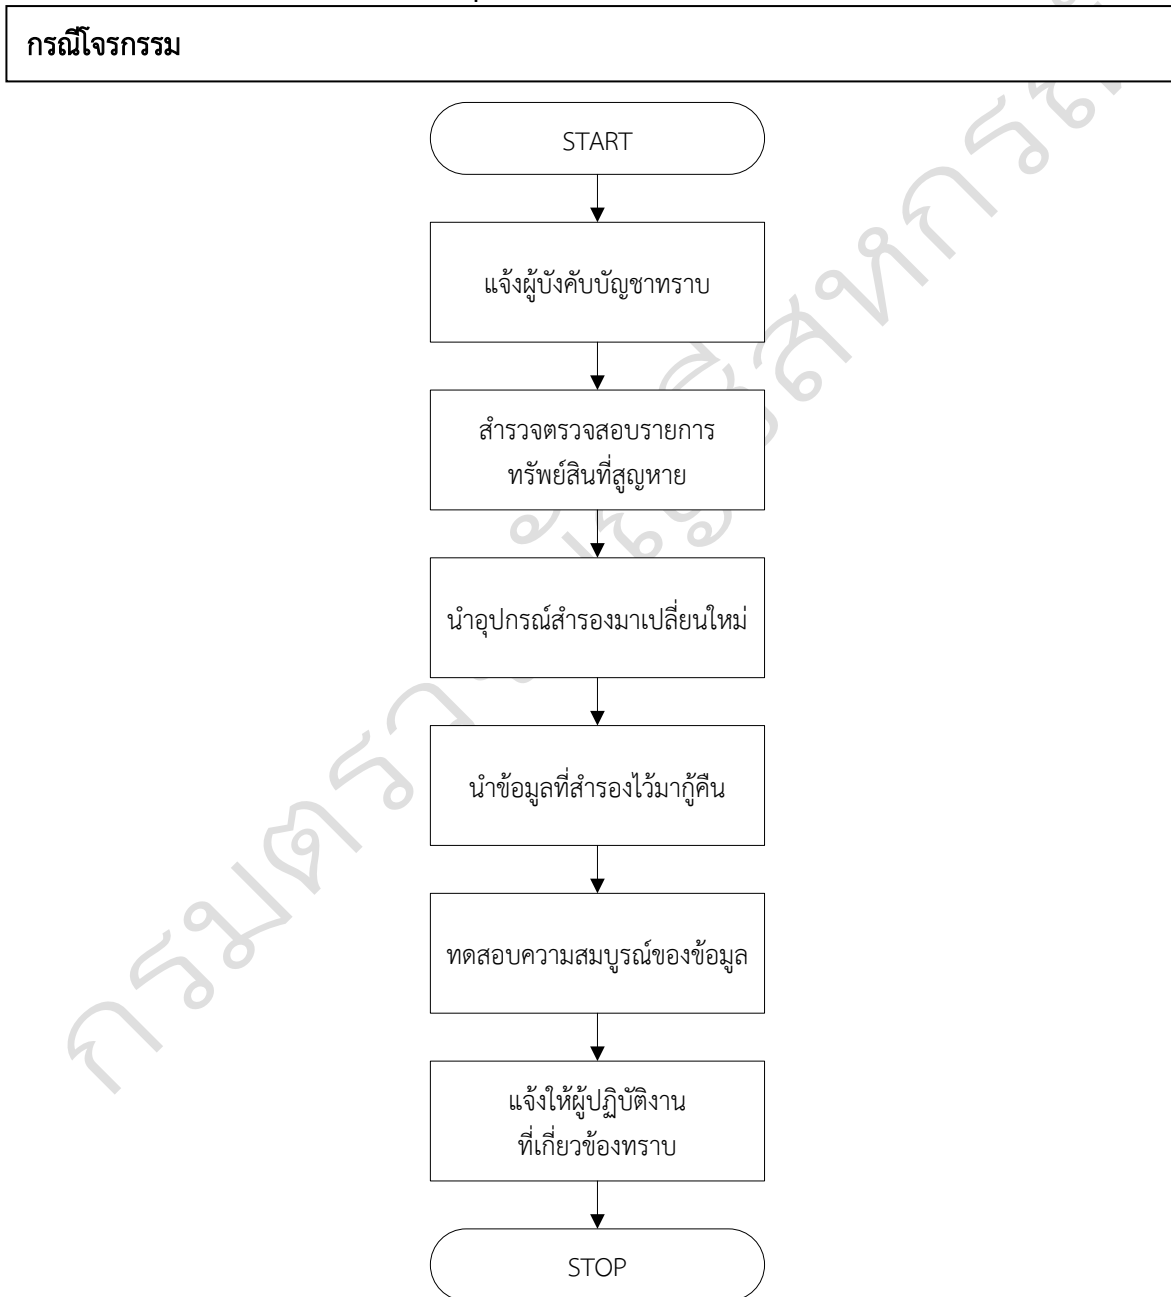 กรณีโจรกรรม
START
แจ้งผู้บังคับบัญชาทราบ
สำรวจตรวจสอบรายการ
ทรัพย์สินที่สูญหาย
นำอุปกรณ์สำรองมาเปลี่ยนใหม่
นำข้อมูลที่สำรองไว้มากู้คืน
ทดสอบความสมบูรณ์ของข้อมูล
แจ้งให้ผู้ปฏิบัติงาน
ที่เกี่ยวข้องทราบ
STOP